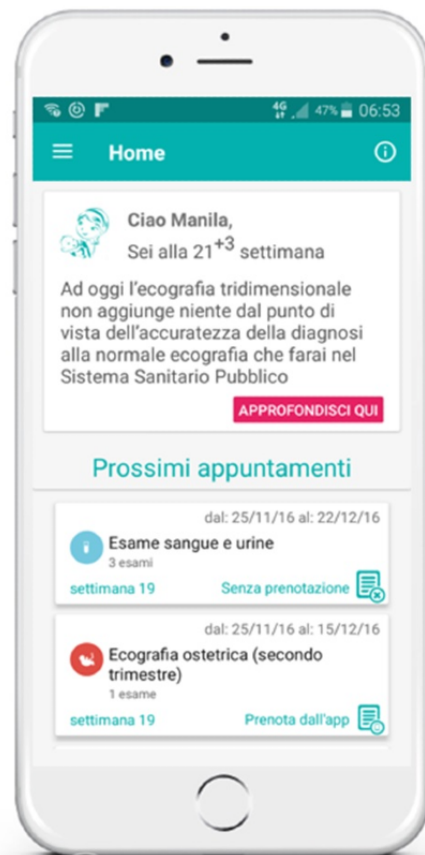 4G 47% 06:53
Home
Ciao Manila,
Sei alla 21+3 settimana
Ad oggi l'ecografia tridimensionale
non aggiunge niente dal punto di
vista dell'accuratezza della diagnosi
alla normale ecografia che farai nel
Sistema Sanitario Pubblico
APPROFONDISCI QUI
Prossimi appuntamenti
dal: 25/11/16 al: 22/12/16
Esame sangue e urine
3 esami
settimana 19 Senza prenotazione
dal: 25/11/16 al: 15/12/16
Ecografia ostetrica (secondo
trimestre)
1 esame
settimana 19 Prenota dall'app